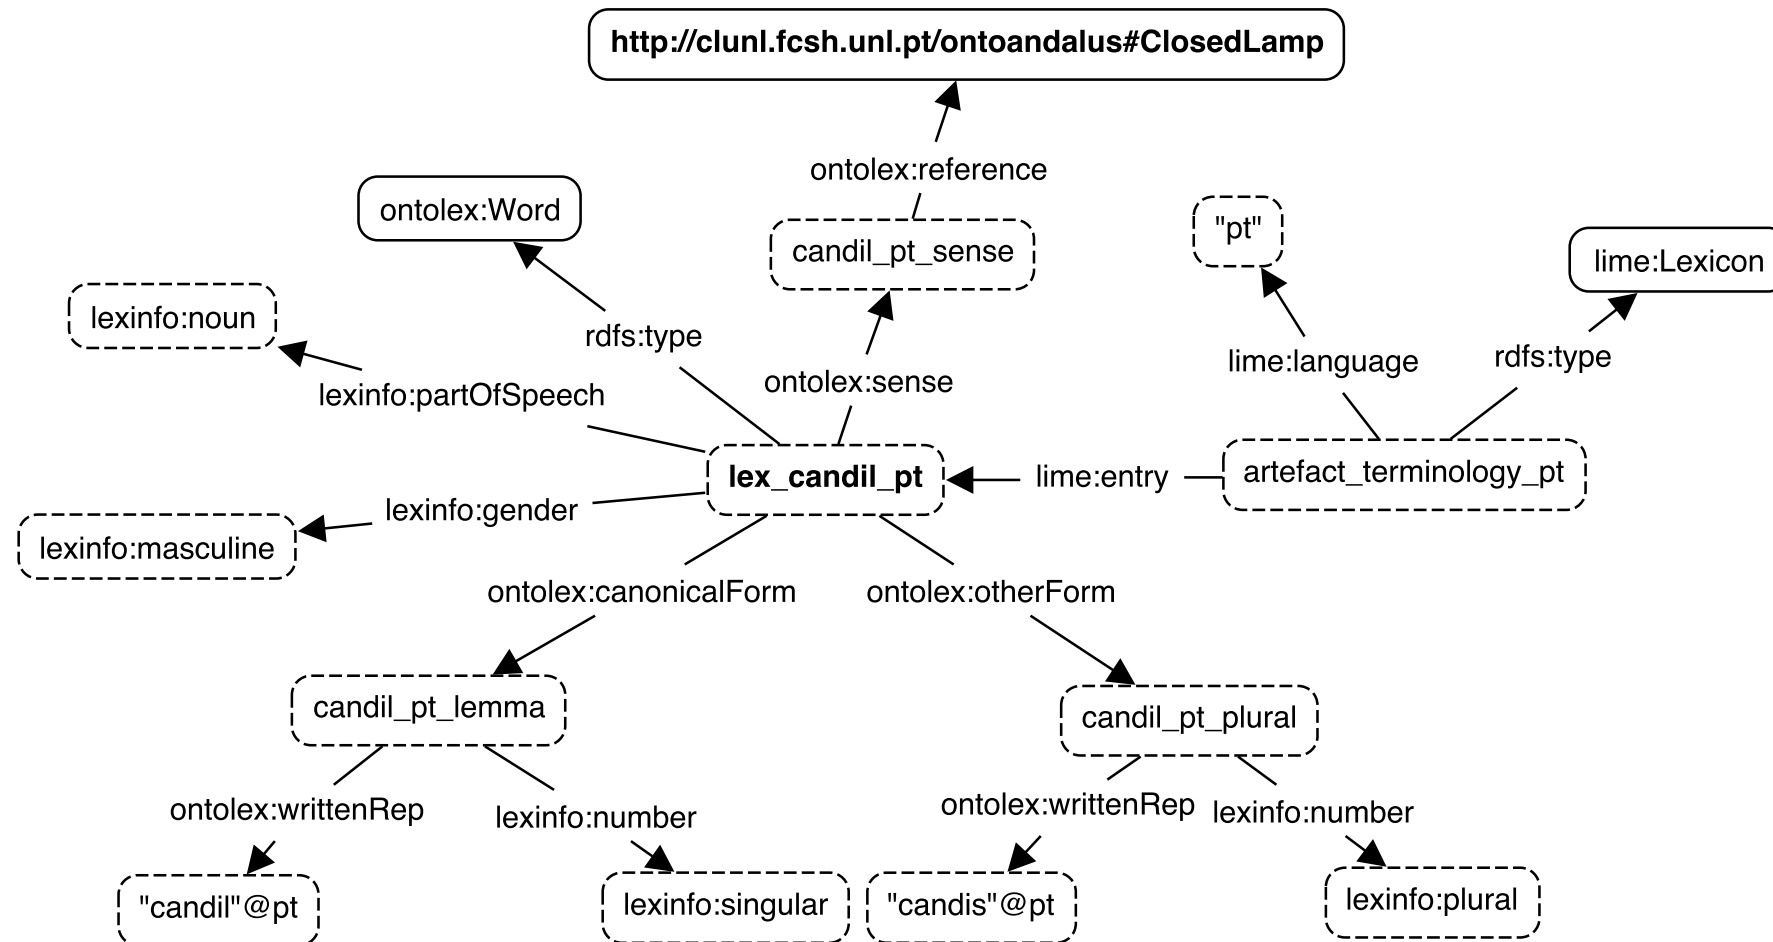 http://clunl.fcsh.unl.pt/ontoandalus#ClosedLamp
ontolex:reference
ontolex:Word
"pt"
candil_pt_sense
lime:Lexicon
lexinfo:noun
rdfs:type
lime:language
rdfs:type
lexinfo:partOfSpeech
ontolex:sense
lex_candil_pt
lime:entry
artefact_terminology_pt
lexinfo:gender
lexinfo:masculine
ontolex:canonicalForm
ontolex:otherForm
candil_pt_lemma
candil_pt_plural
ontolex:writtenRep
lexinfo:number
ontolex:writtenRep
lexinfo:number
"candil"@pt
lexinfo:singular
"candis"@pt
lexinfo:plural